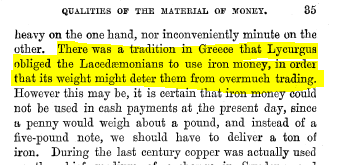 QUALITIES OF THE MATERIAL OF MONEY. 35
heavy on the one hand, nor inconveniently minute on the
other. There was a tradition in Greece that Lycurgus
obliged the Lacedæmonians to use iron money, in order
that its weight might deter them from overmuch trading.
However this may be, it is certain that iron money could
not be used in cash payments at the present day, since
a penny would weigh about a pound, and instead of a
five-pound note, we should have to deliver a ton of
iron. During the last century copper was actually used